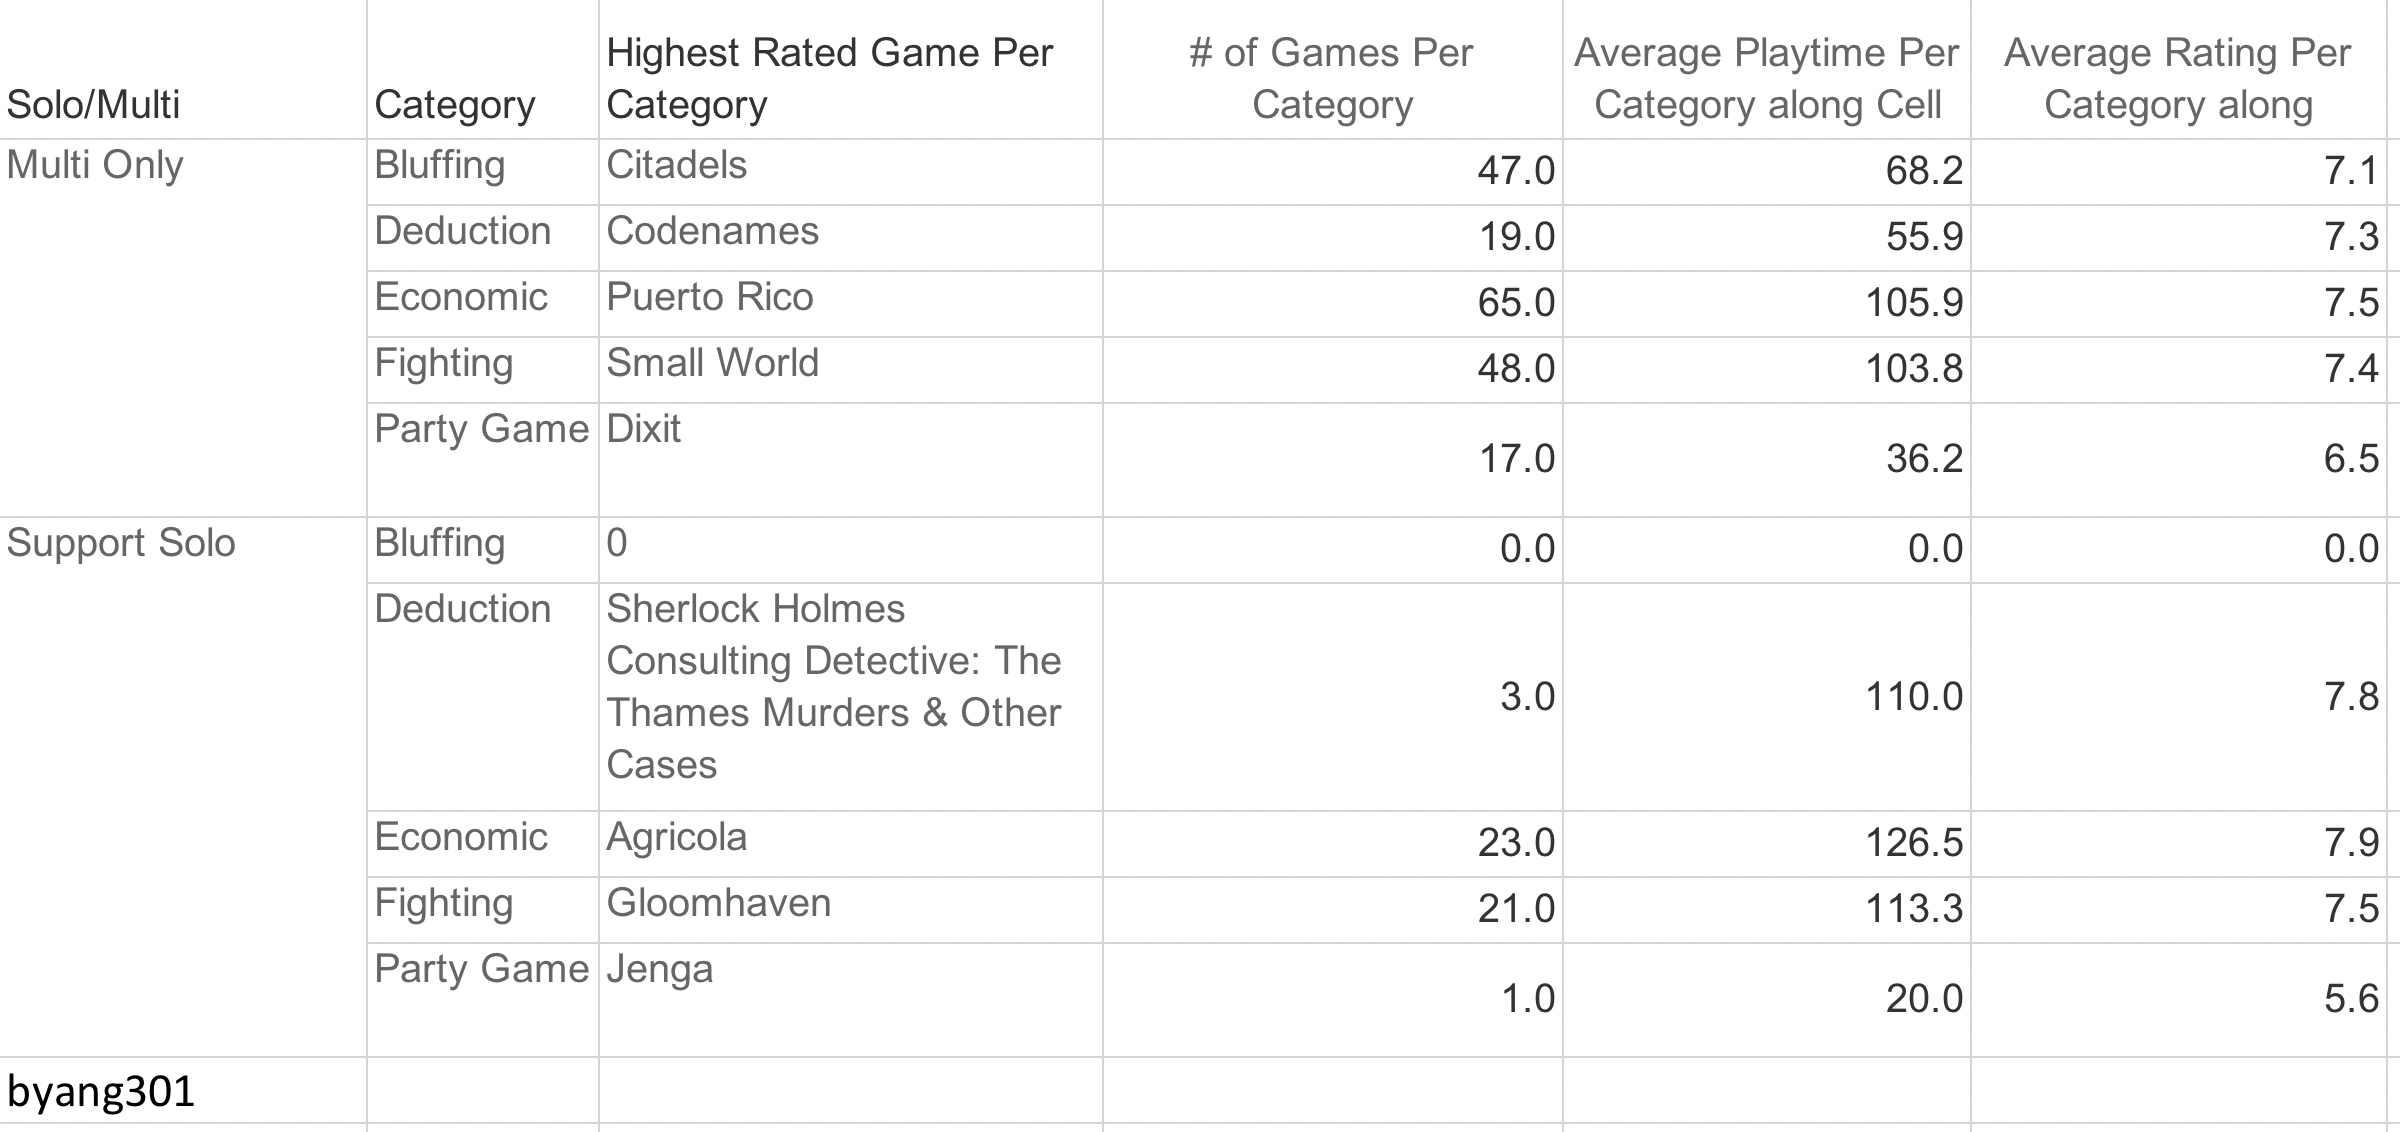 Solo/Multi Category Highest Rated Game Per Category # of Games Per Category Average Playtime Per Category along Cell Average Rating Per Category along
Multi Only Bluffing Citadels 47.0 68.2 7.1
Deduction Codenames 19.0 55.9 7.3
Economic Puerto Rico 65.0 105.9 7.5
Fighting Small World 48.0 103.8 7.4
Party Game Dixit 17.0 36.2 6.5
Support Solo Bluffing 0 0.0 0.0 0.0
Deduction Sherlock Holmes Consulting Detective: The Thames Murders & Other Cases 3.0 110.0 7.8
Economic Agricola 23.0 126.5 7.9
Fighting Gloomhaven 21.0 113.3 7.5
Party Game Jenga 1.0 20.0 5.6
byang301